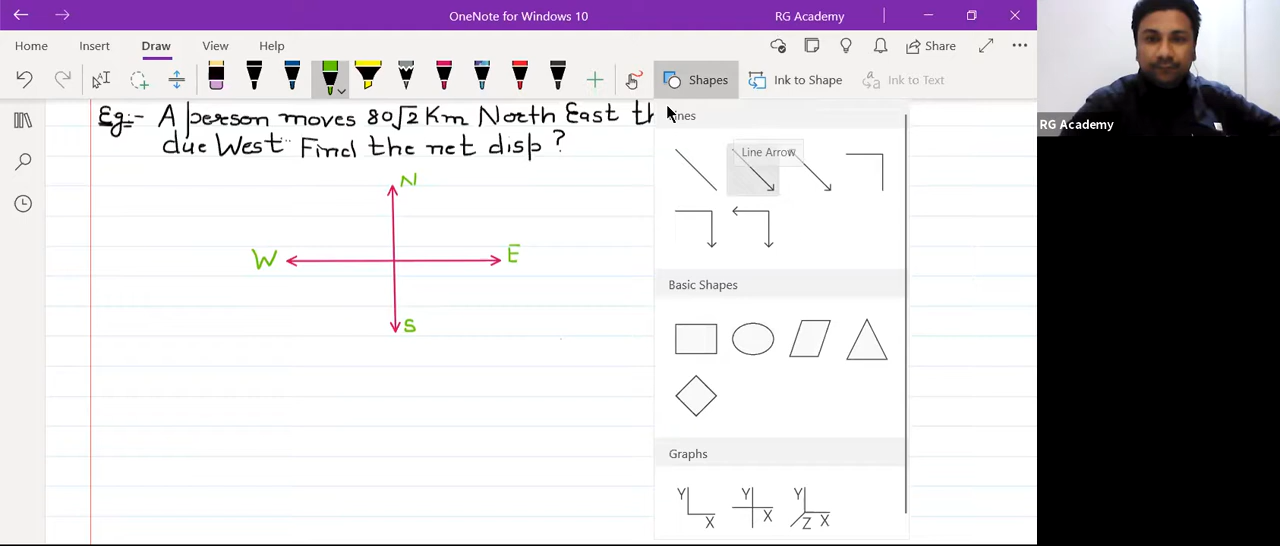 OneNote for Windows 10
RG Academy
Home Insert Draw View Help
Share
Shapes
Ink to Shape
Ink to Text
RG Academy
Eg:- A person moves 80√2 Km North East
due West. Find the net disp?
Line Arrow
N
W
E
S
Basic Shapes
Graphs
Y Y Y
X X Z X